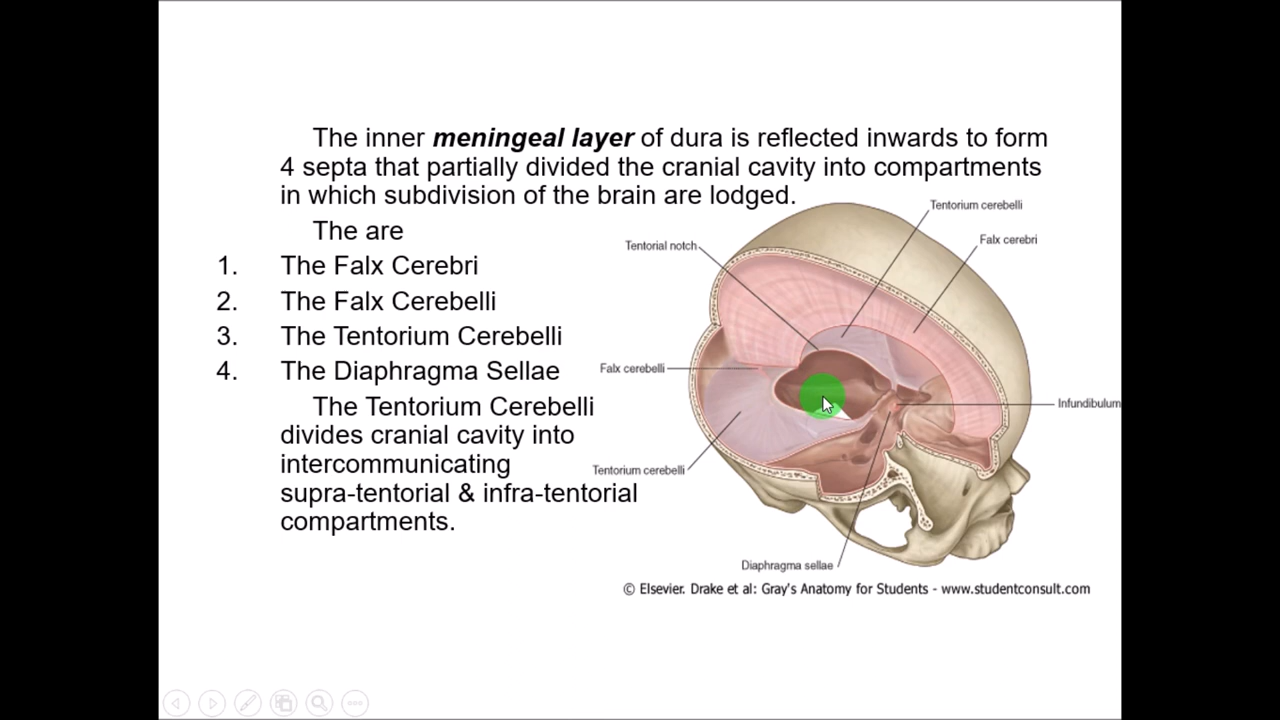 The inner meningeal layer of dura is reflected inwards to form
4 septa that partially divided the cranial cavity into compartments
in which subdivision of the brain are lodged.
The are
1. The Falx Cerebri
2. The Falx Cerebelli
3. The Tentorium Cerebelli
4. The Diaphragma Sellae
The Tentorium Cerebelli
divides cranial cavity into
intercommunicating
supra-tentorial & infra-tentorial
compartments.
Tentorium cerebelli
Falx cerebri
Tentorial notch
Falx cerebelli
Infundibulum
Tentorium cerebelli
Diaphragma sellae
© Elsevier. Drake et al: Gray's Anatomy for Students - www.studentconsult.com